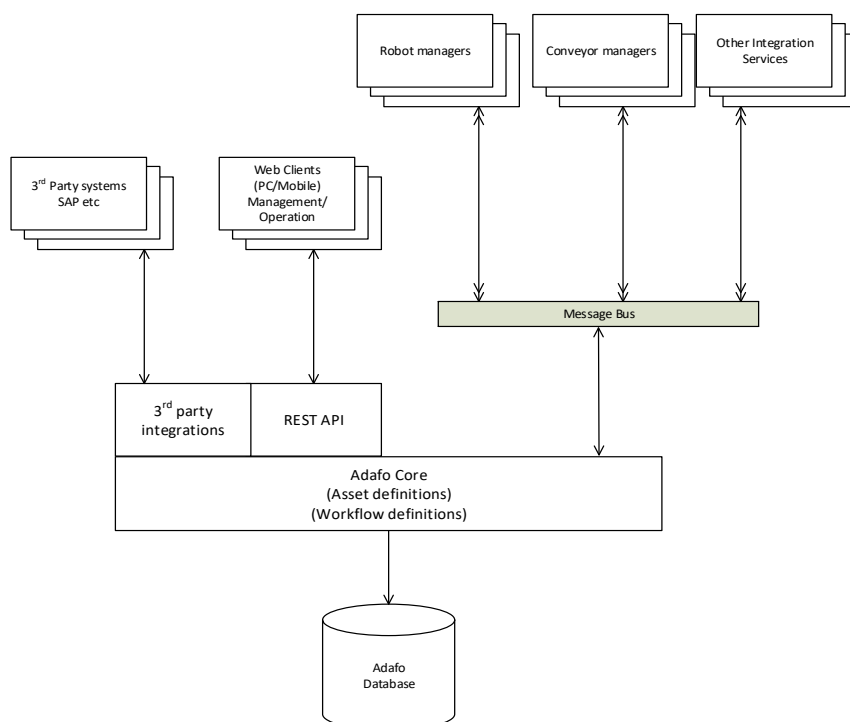 Robot managers
Conveyor managers
Other Integration
Services
3rd Party systems
SAP etc
Web Clients
(PC/Mobile)
Management/
Operation
Message Bus
3rd party
integrations
REST API
Adafo Core
(Asset definitions)
(Workflow definitions)
Adafo
Database